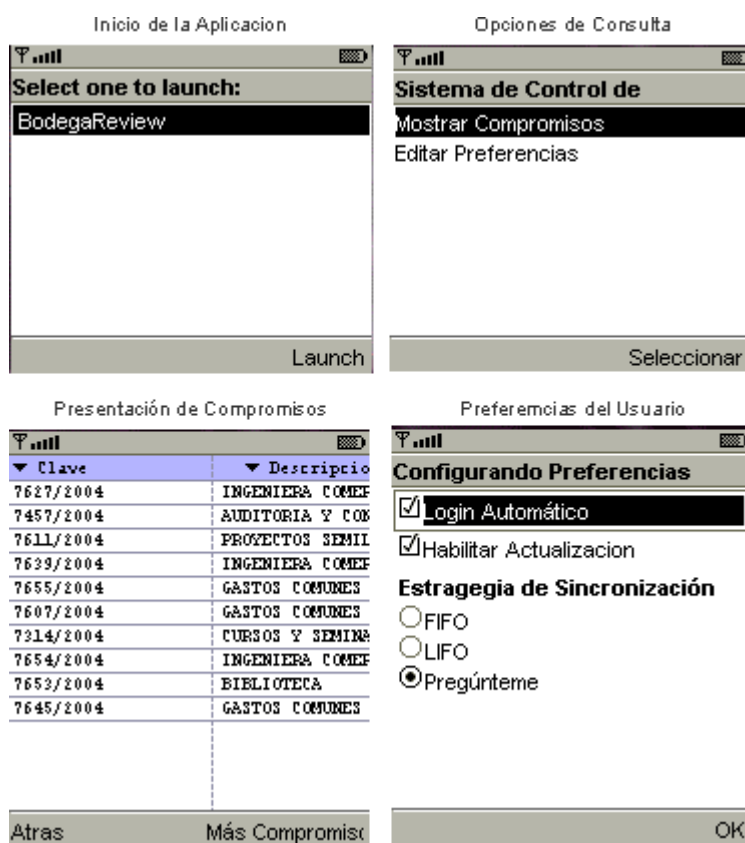 Inicio de la Aplicacion
Select one to launch:
BodegaReview
Launch
Opciones de Consulta
Sistema de Control de
Mostrar Compromisos
Editar Preferencias
Seleccionar
Presentación de Compromisos
Clave Descripcio
7627/2004 INGENIERA COMER
7457/2004 AUDITORIA Y CON
7611/2004 PROYECTOS SEMIL
7639/2004 INGENIERA COMER
7655/2004 GASTOS COMUNES
7607/2004 GASTOS COMUNES
7314/2004 CURSOS Y SEMINA
7654/2004 INGENIERA COMER
7653/2004 BIBLIOTECA
7645/2004 GASTOS COMUNES
Atras Más Compromisc
Preferemcias del Usuario
Configurando Preferencias
Login Automático
Habilitar Actualizacion
Estragegia de Sincronización
FIFO
LIFO
Pregúnteme
OK